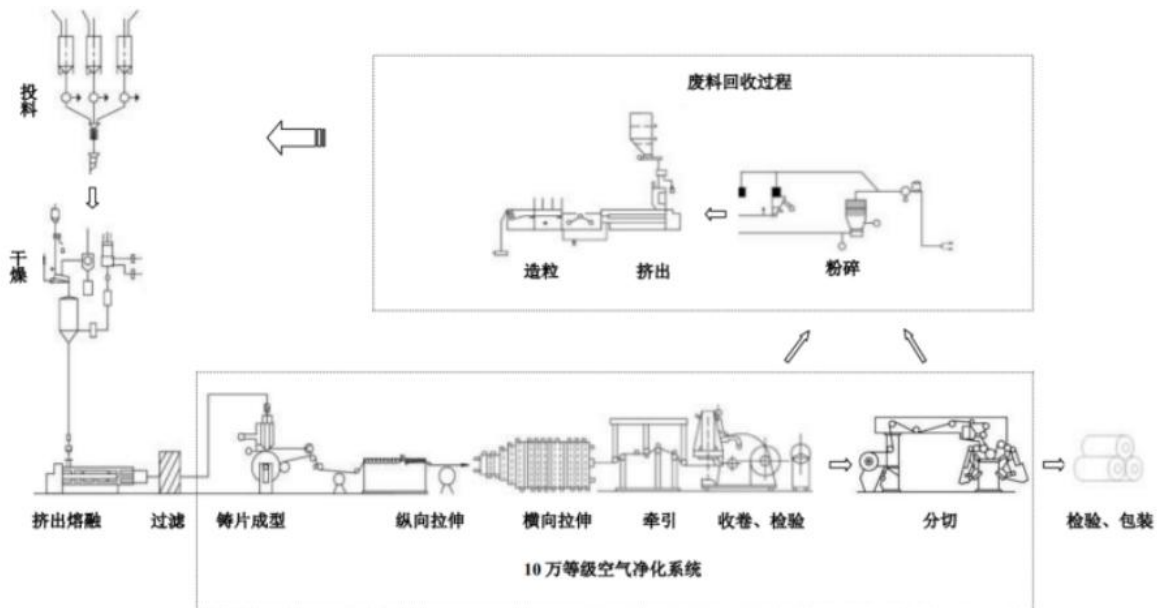 投料
废料回收过程
造粒
挤出
粉碎
干燥
挤出熔融
过滤
铸片成型
纵向拉伸
横向拉伸
牵引
收卷、检验
分切
检验、包装
10 万等级空气净化系统